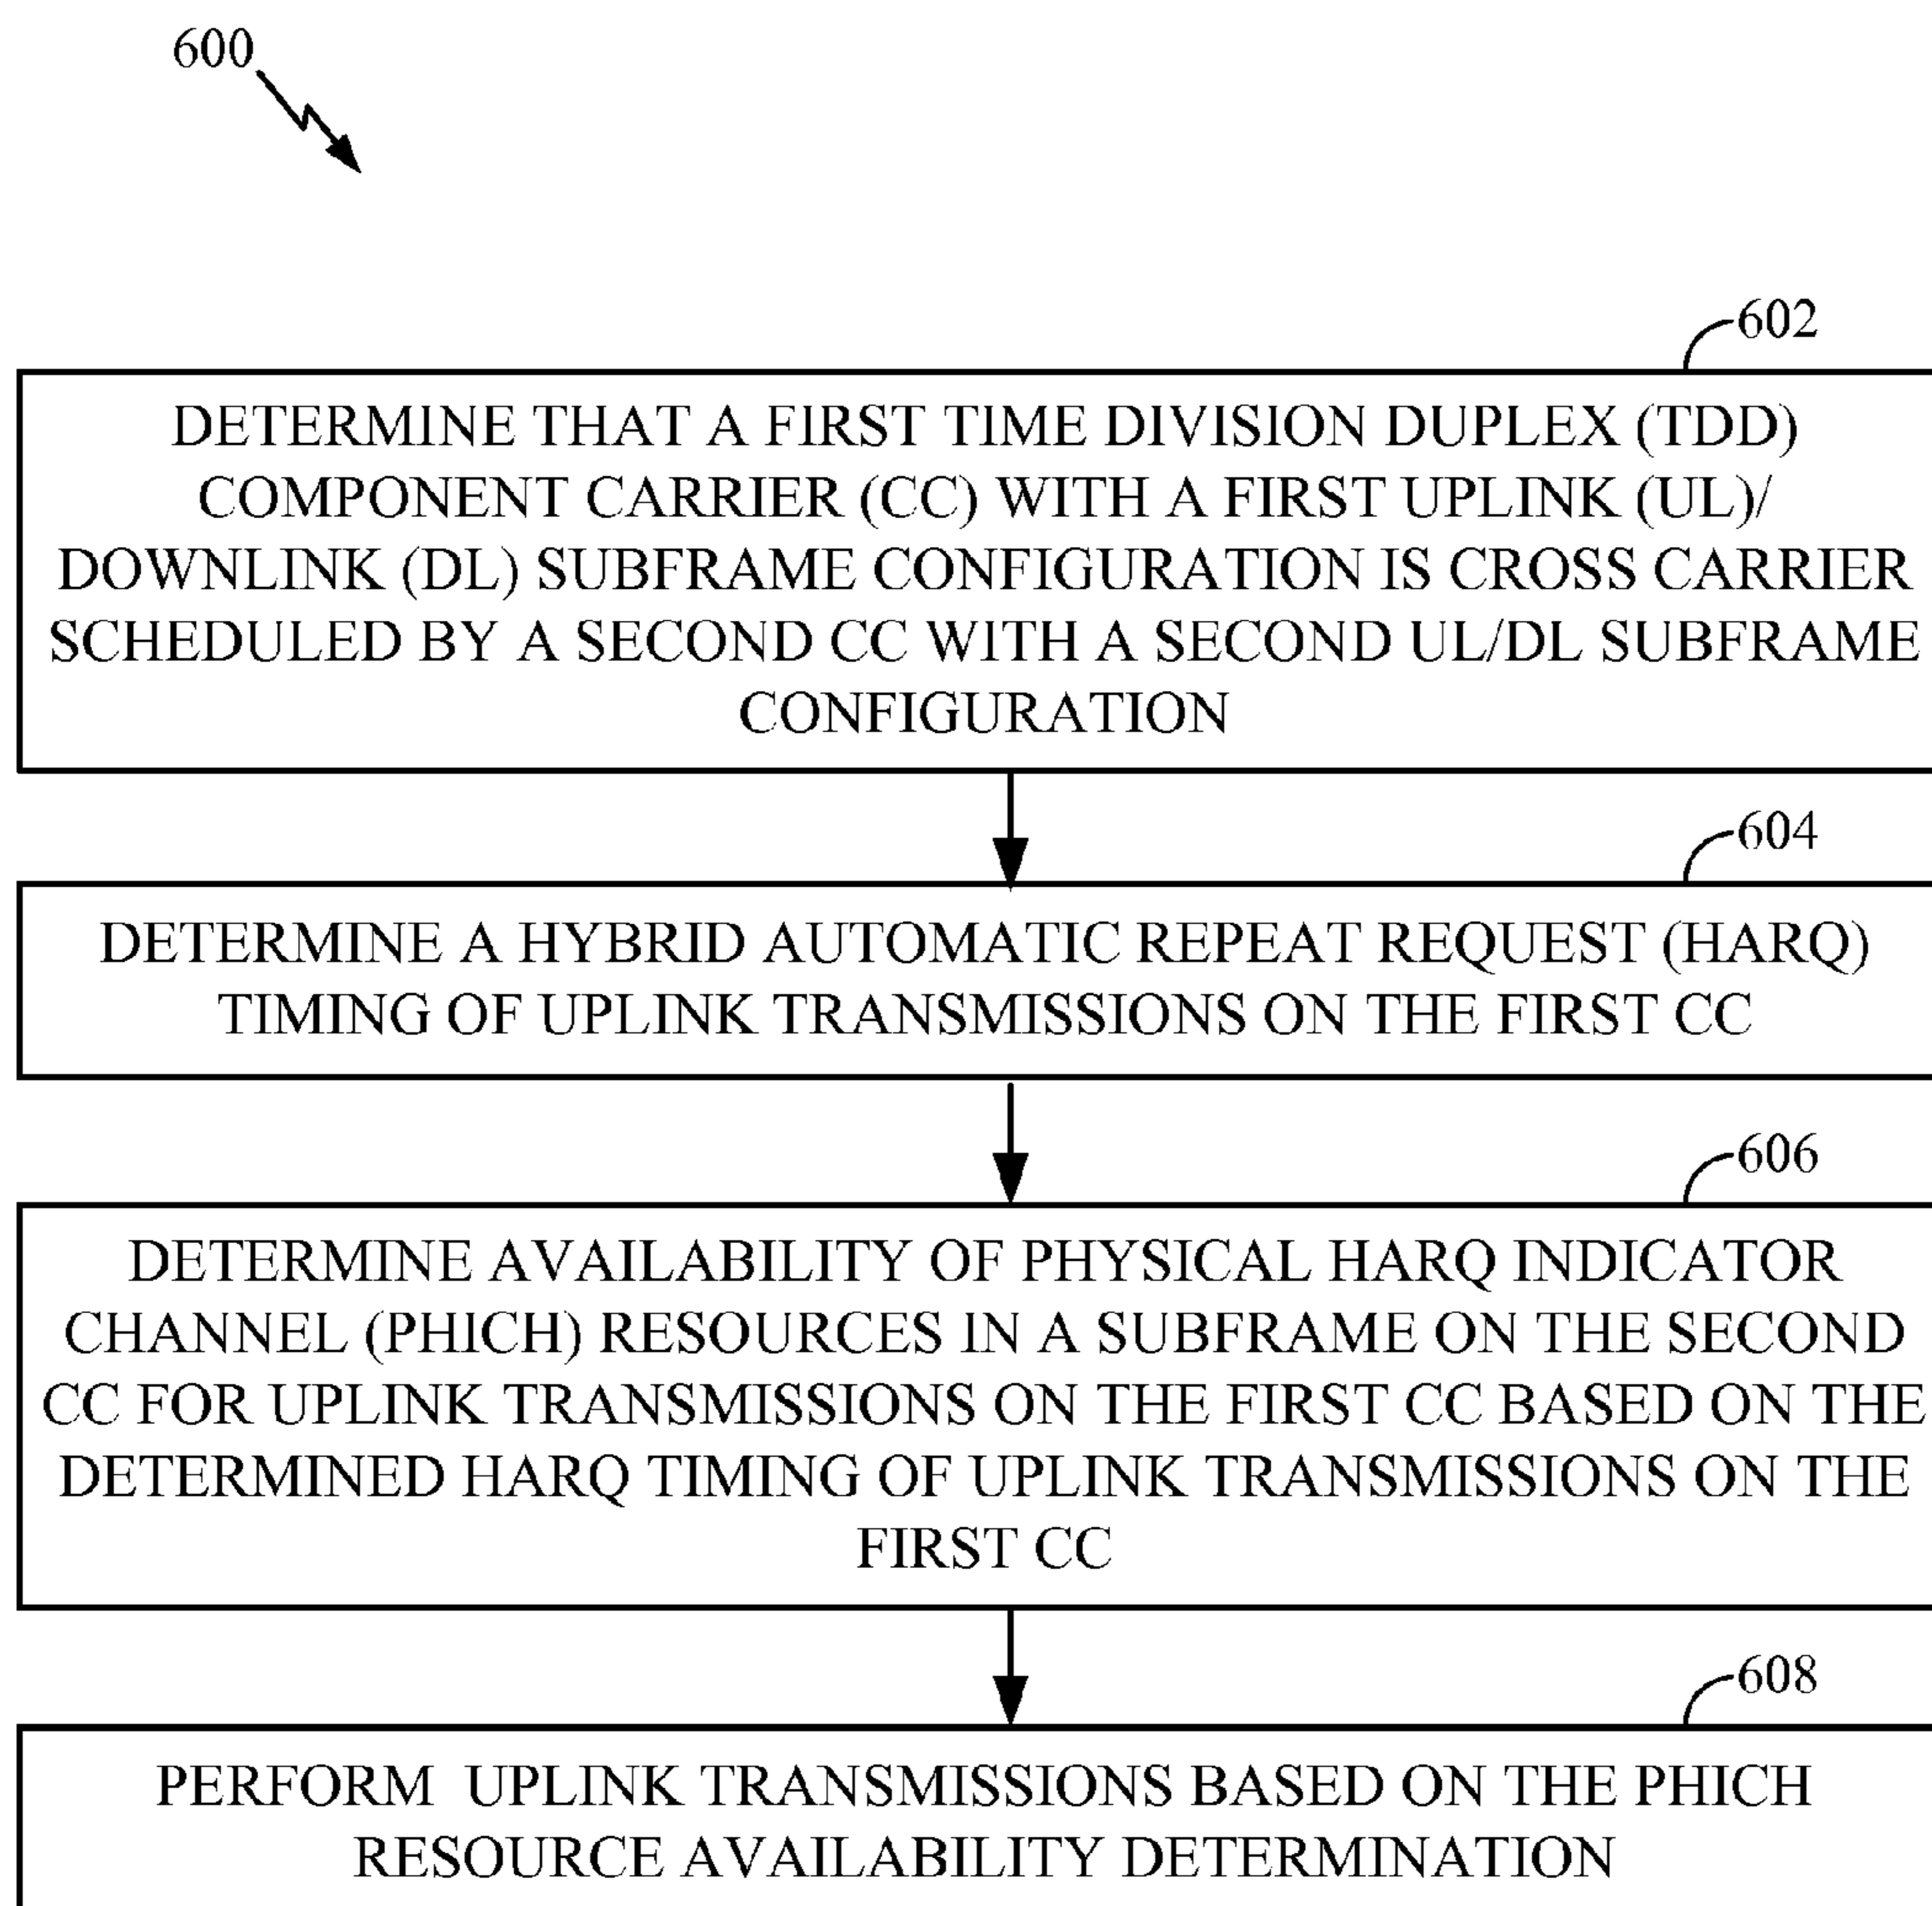 600
602
DETERMINE THAT A FIRST TIME DIVISION DUPLEX (TDD)
COMPONENT CARRIER (CC) WITH A FIRST UPLINK (UL)/
DOWNLINK (DL) SUBFRAME CONFIGURATION IS CROSS CARRIER
SCHEDULED BY A SECOND CC WITH A SECOND UL/DL SUBFRAME
CONFIGURATION
604
DETERMINE A HYBRID AUTOMATIC REPEAT REQUEST (HARQ)
TIMING OF UPLINK TRANSMISSIONS ON THE FIRST CC
606
DETERMINE AVAILABILITY OF PHYSICAL HARQ INDICATOR
CHANNEL (PHICH) RESOURCES IN A SUBFRAME ON THE SECOND
CC FOR UPLINK TRANSMISSIONS ON THE FIRST CC BASED ON THE
DETERMINED HARQ TIMING OF UPLINK TRANSMISSIONS ON THE
FIRST CC
608
PERFORM UPLINK TRANSMISSIONS BASED ON THE PHICH
RESOURCE AVAILABILITY DETERMINATION